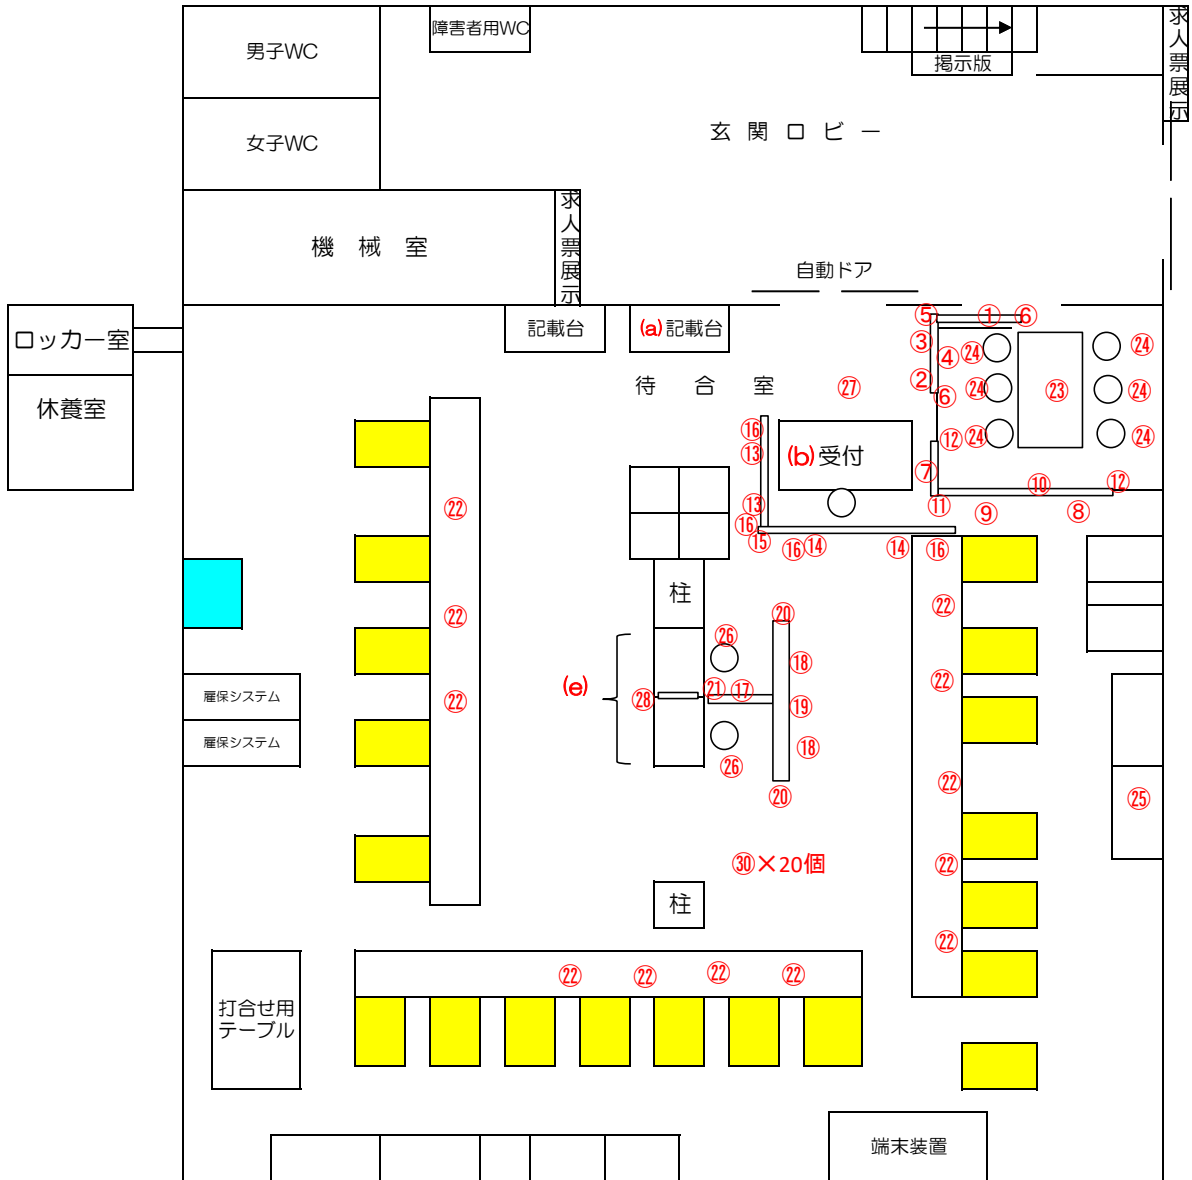 障害者用WC
求人票展示
男子WC
掲示版
女子WC
玄関ロビー
求人票展示
機械室
自動ドア
記載台
(a)記載台
⑤
①
⑥
ロッカー室
③
④
㉔
㉔
待合室
㉗
②
⑥
㉔
㉓
㉔
休養室
⑯
⑬
(b)受付
⑫
㉔
㉔
⑦
⑩
⑫
㉒
⑬
⑪
⑨
⑧
⑯
⑮
⑯
⑭
⑭
⑯
柱
㉒
㉒
⑳
㉖
⑱
(e)
㉘
㉑
⑰
⑲
㉒
㉒
雇保システム
雇保システム
⑱
㉖
⑳
㉒
㉕
㉚×20個
㉒
柱
㉒
㉒
㉒
㉒
㉒
打合せ用
テーブル
端末装置